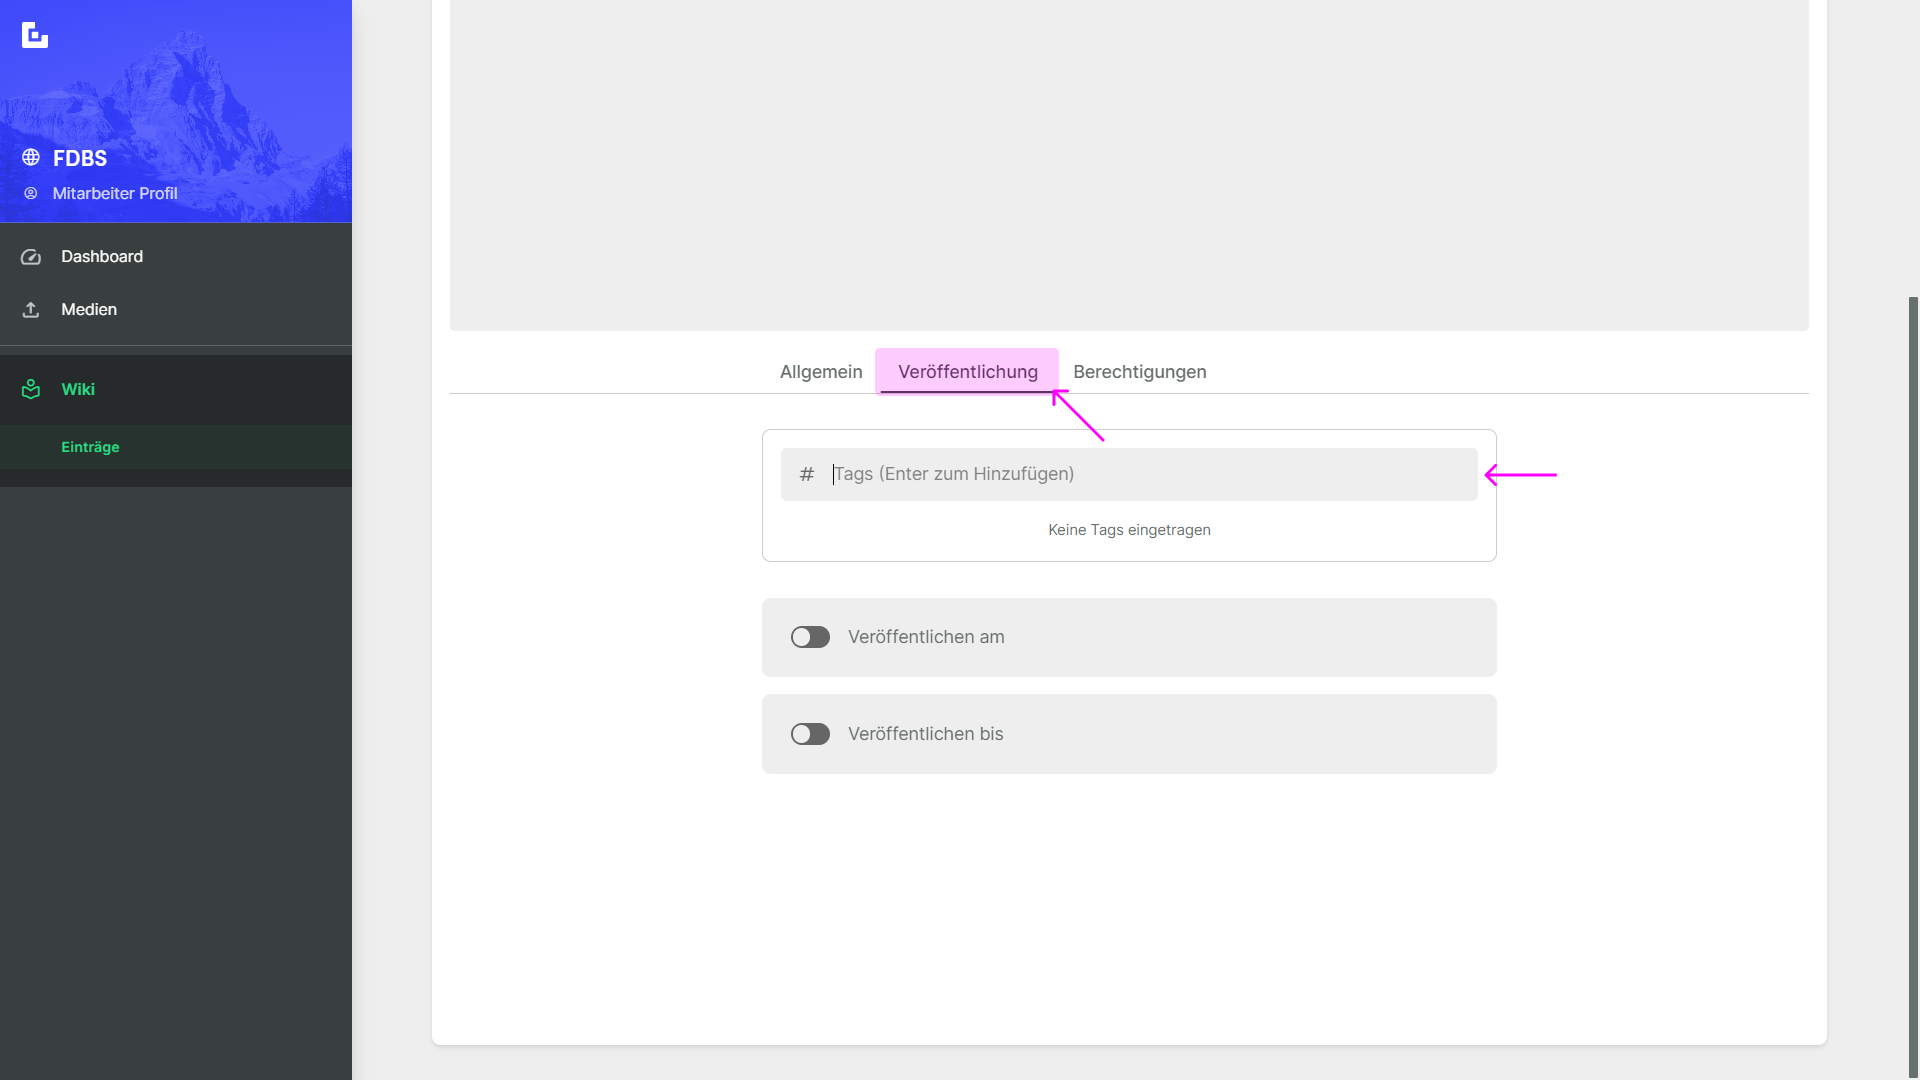 FDBS
Mitarbeiter Profil
Dashboard
Medien
Wiki
Einträge
Allgemein
Veröffentlichung
Berechtigungen
# Tags (Enter zum Hinzufügen)
Keine Tags eingetragen
Veröffentlichen am
Veröffentlichen bis